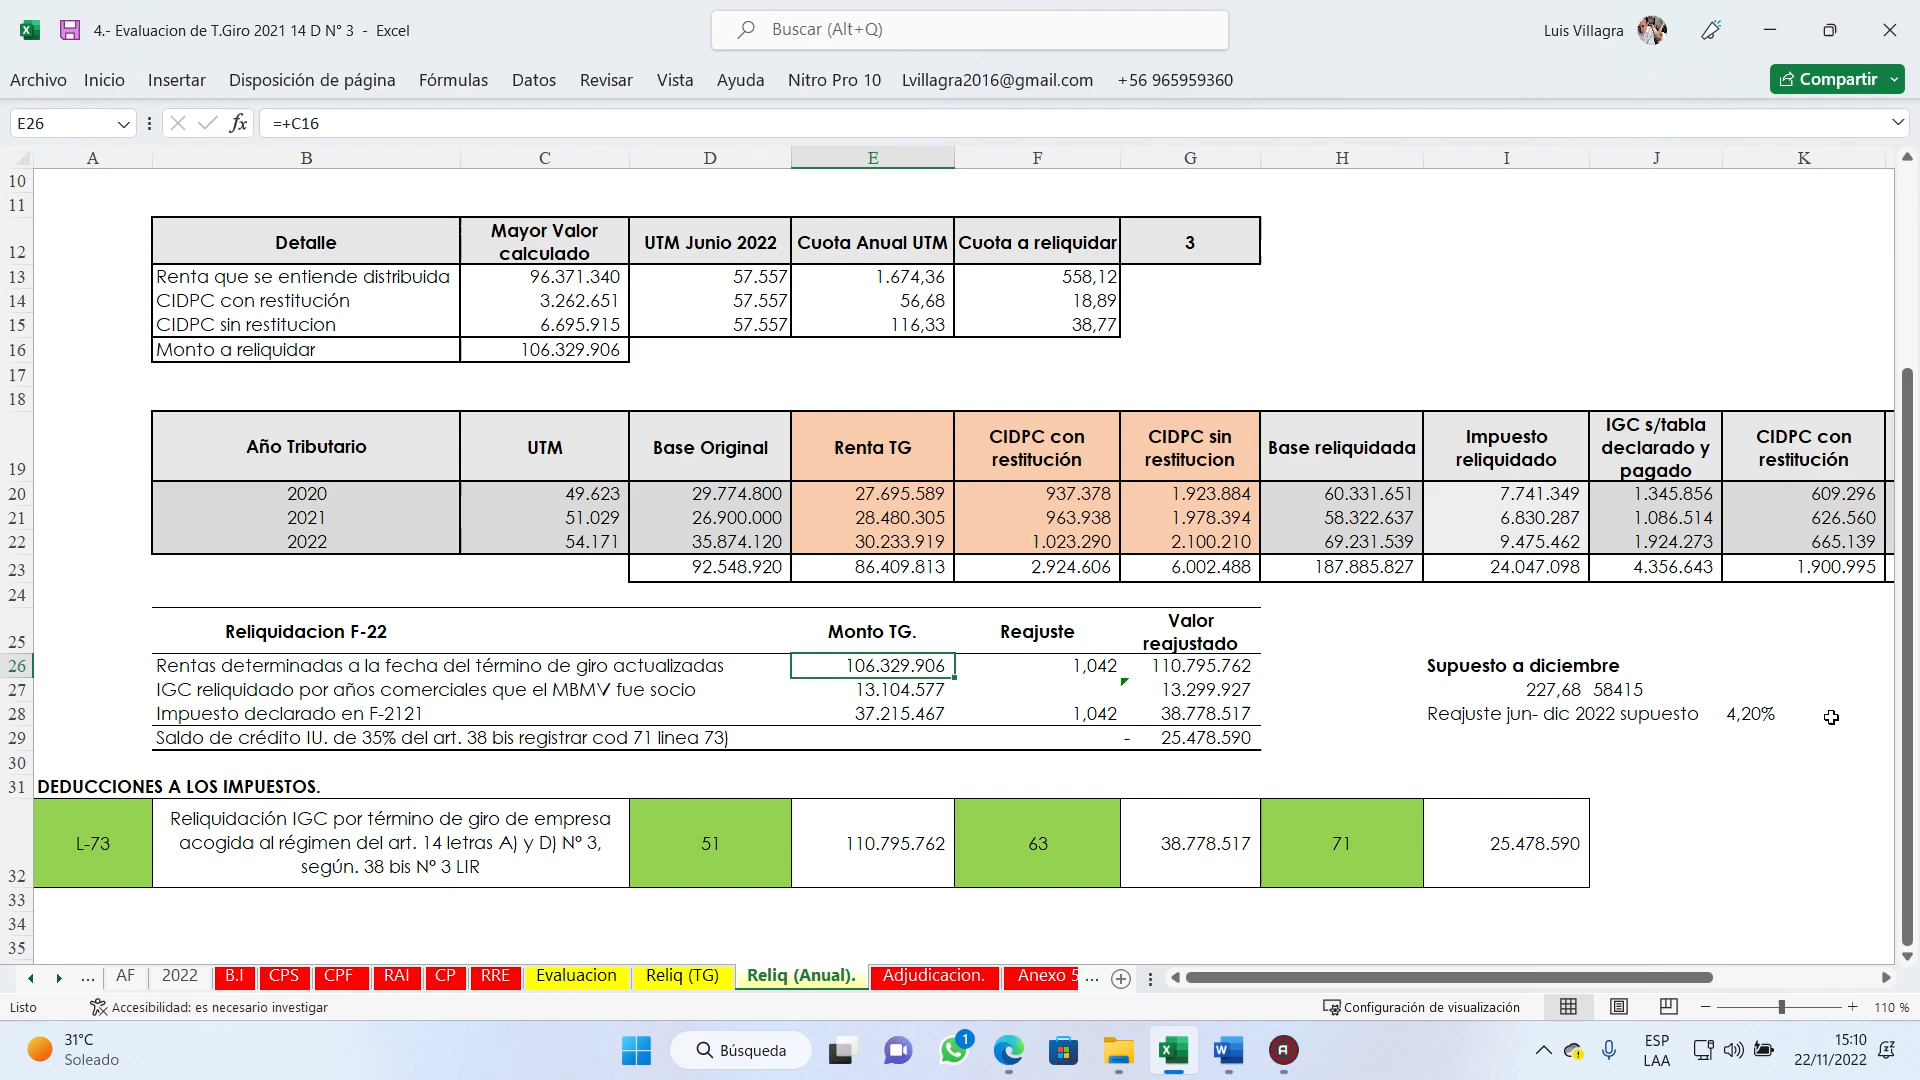 4.- Evaluacion de T.Giro 2021 14 D N° 3 - Excel
Buscar (Alt+Q)
Luis Villagra
Archivo Inicio Insertar Disposición de página Fórmulas Datos Revisar Vista Ayuda Nitro Pro 10 Lvillagra2016@gmail.com +56 965959360
Compartir
E26 fx =+C16
A B C D E F G H I J K
10
11
12 Detalle Mayor Valor calculado UTM Junio 2022 Cuota Anual UTM Cuota a reliquidar 3
13 Renta que se entiende distribuida 96.371.340 57.557 1.674,36 558,12
14 CIDPC con restitución 3.262.651 57.557 56,68 18,89
15 CIDPC sin restitucion 6.695.915 57.557 116,33 38,77
16 Monto a reliquidar 106.329.906
17
18
19 Año Tributario UTM Base Original Renta TG CIDPC con restitución CIDPC sin restitucion Base reliquidada Impuesto reliquidado IGC s/tabla declarado y pagado CIDPC con restitución
20 2020 49.623 29.774.800 27.695.589 937.378 1.923.884 60.331.651 7.741.349 1.345.856 609.296
21 2021 51.029 26.900.000 28.480.305 963.938 1.978.394 58.322.637 6.830.287 1.086.514 626.560
22 2022 54.171 35.874.120 30.233.919 1.023.290 2.100.210 69.231.539 9.475.462 1.924.273 665.139
23 92.548.920 86.409.813 2.924.606 6.002.488 187.885.827 24.047.098 4.356.643 1.900.995
24
25 Reliquidacion F-22 Monto TG. Reajuste Valor reajustado
26 Rentas determinadas a la fecha del término de giro actualizadas 106.329.906 1,042 110.795.762 Supuesto a diciembre
27 IGC reliquidado por años comerciales que el MBMV fue socio 13.104.577 13.299.927 227,68 58415
28 Impuesto declarado en F-2121 37.215.467 1,042 38.778.517 Reajuste jun- dic 2022 supuesto 4,20%
29 Saldo de crédito IU. de 35% del art. 38 bis registrar cod 71 linea 73) - 25.478.590
30
31 DEDUCCIONES A LOS IMPUESTOS.
32 L-73 Reliquidación IGC por término de giro de empresa acogida al régimen del art. 14 letras A) y D) N° 3, según. 38 bis N° 3 LIR 51 110.795.762 63 38.778.517 71 25.478.590
33
34
35
... AF 2022 B.I CPS CPF RAI CP RRE Evaluacion Reliq (TG) Reliq (Anual). Adjudicacion. Anexo 5 ...
Listo Accesibilidad: es necesario investigar Configuración de visualización 110 %
31°C
Soleado
Búsqueda
1
ESP
LAA
15:10
22/11/2022